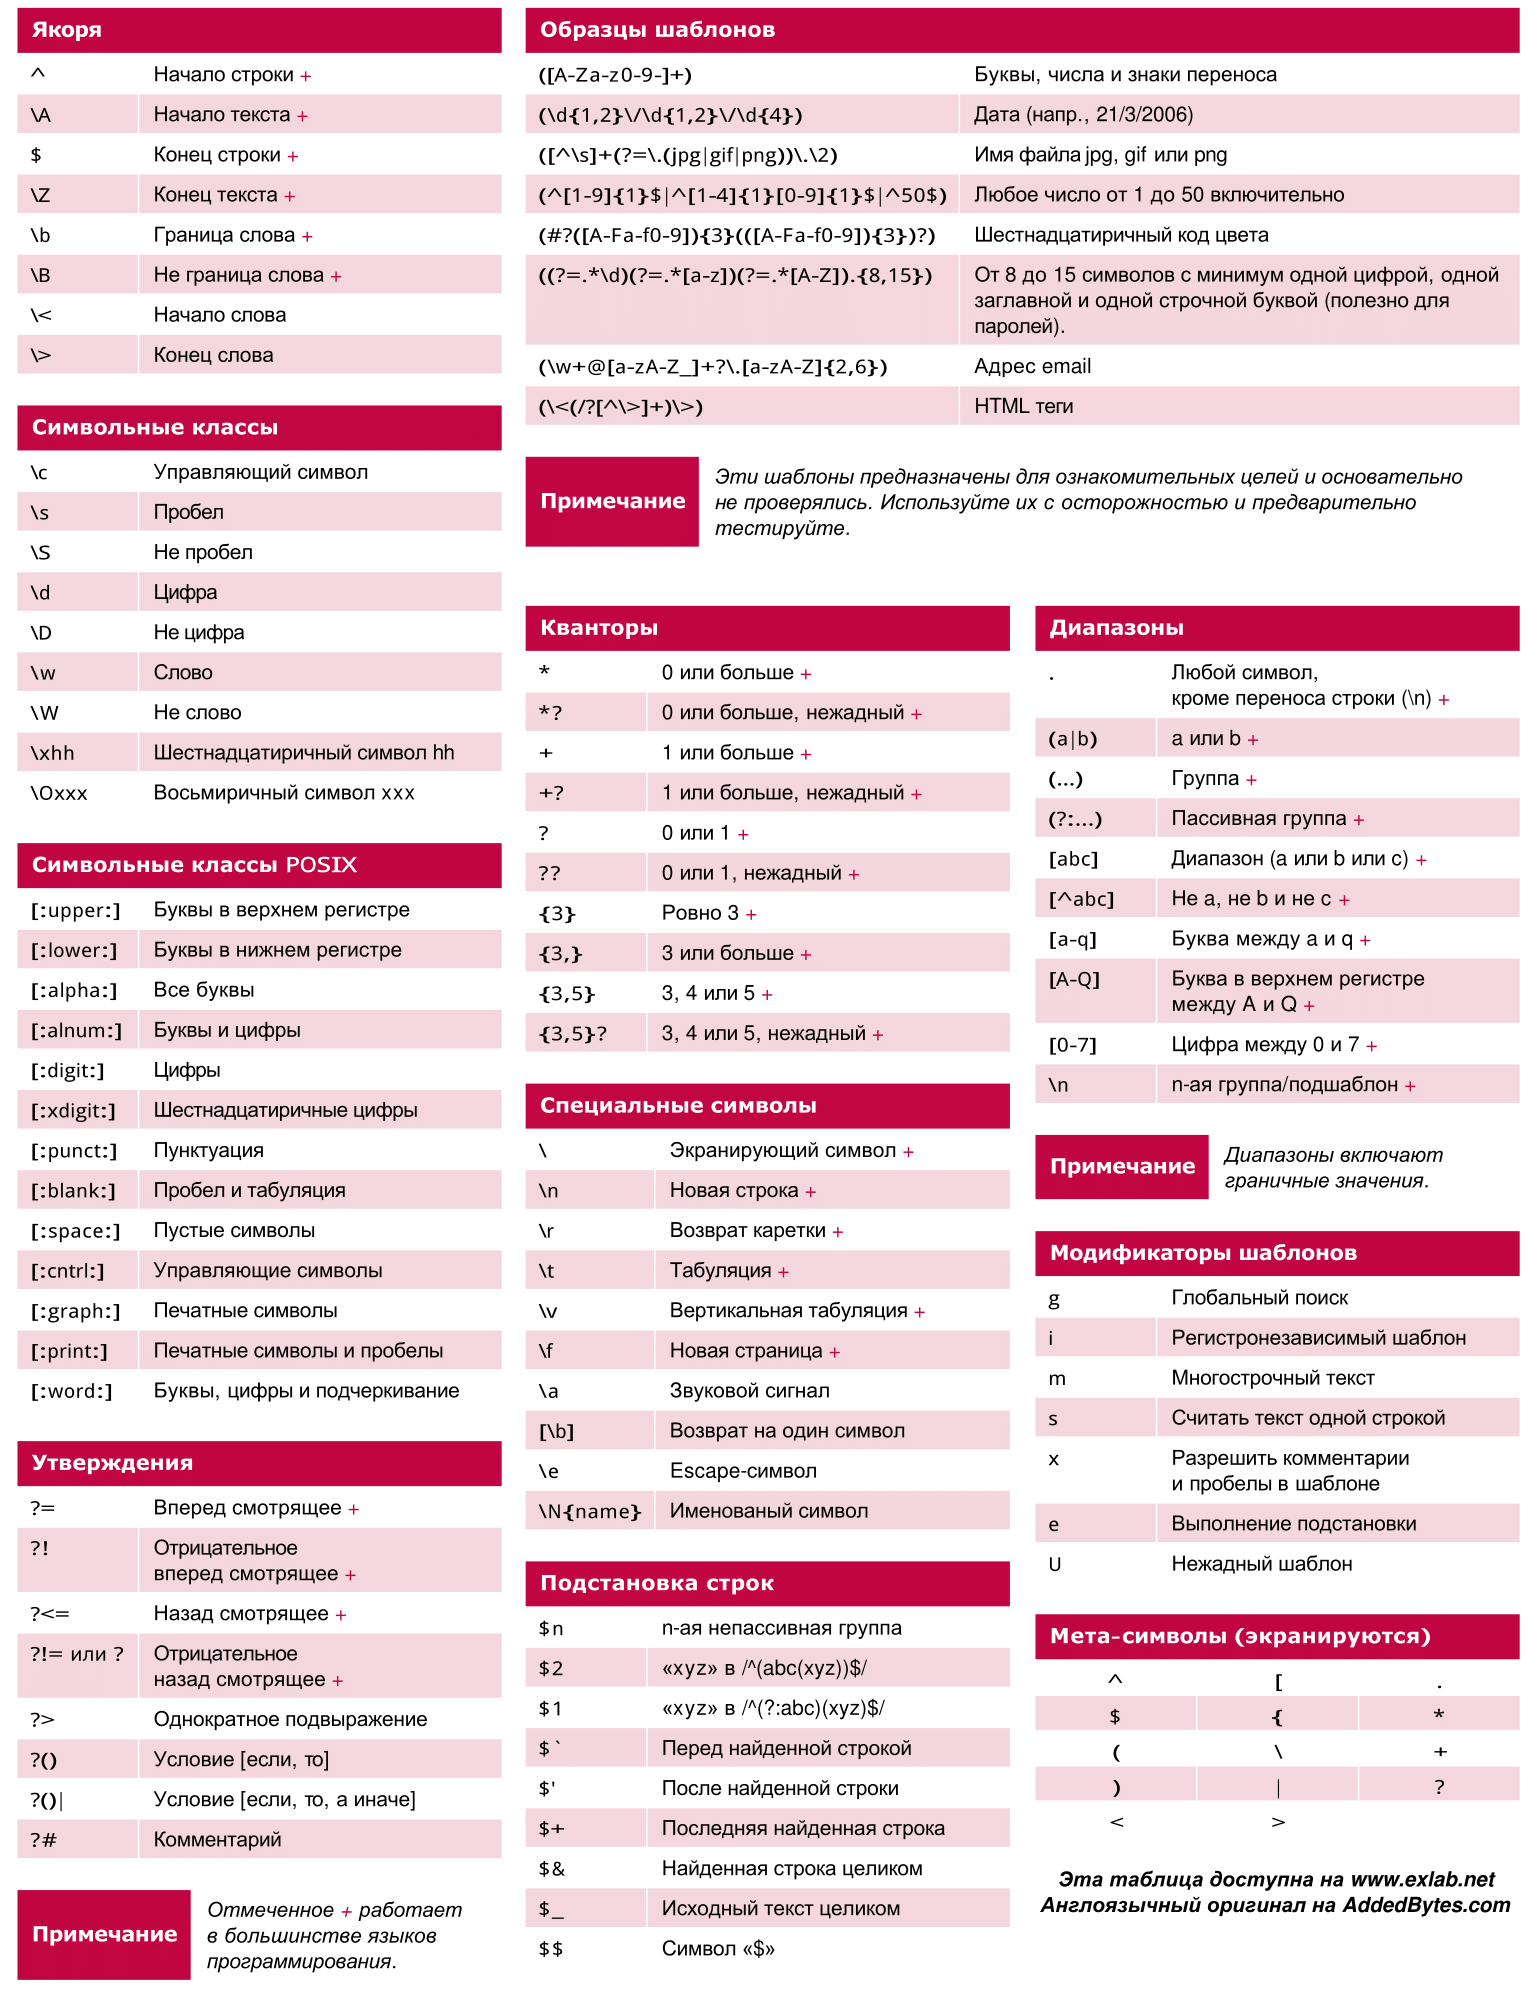 Якоря
^ Начало строки +
\A Начало текста +
$ Конец строки +
\Z Конец текста +
\b Граница слова +
\B Не граница слова +
\< Начало слова
\> Конец слова
Символьные классы
\c Управляющий символ
\s Пробел
\S Не пробел
\d Цифра
\D Не цифра
\w Слово
\W Не слово
\xhh Шестнадцатиричный символ hh
\Oxxx Восьмиричный символ xxx
Символьные классы POSIX
[:upper:] Буквы в верхнем регистре
[:lower:] Буквы в нижнем регистре
[:alpha:] Все буквы
[:alnum:] Буквы и цифры
[:digit:] Цифры
[:xdigit:] Шестнадцатиричные цифры
[:punct:] Пунктуация
[:blank:] Пробел и табуляция
[:space:] Пустые символы
[:cntrl:] Управляющие символы
[:graph:] Печатные символы
[:print:] Печатные символы и пробелы
[:word:] Буквы, цифры и подчеркивание
Утверждения
?= Вперед смотрящее +
?! Отрицательное
вперед смотрящее +
?<= Назад смотрящее +
?!= или ? Отрицательное
назад смотрящее +
?> Однократное подвыражение
?() Условие [если, то]
?()| Условие [если, то, а иначе]
?# Комментарий
Примечание
Отмеченное + работает
в большинстве языков
программирования.
Образцы шаблонов
([A-Za-z0-9-]+) Буквы, числа и знаки переноса
(\d{1,2}\/\d{1,2}\/\d{4}) Дата (напр., 21/3/2006)
([^\s]+(?=\.(jpg|gif|png))\.\2) Имя файла jpg, gif или png
(^[1-9]{1}$|^[1-4]{1}[0-9]{1}$|^50$) Любое число от 1 до 50 включительно
(#?([A-Fa-f0-9]){3}(([A-Fa-f0-9]){3})?) Шестнадцатиричный код цвета
((?=.*\d)(?=.*[a-z])(?=.*[A-Z]).{8,15}) От 8 до 15 символов с минимум одной цифрой, одной
заглавной и одной строчной буквой (полезно для
паролей).
(\w+@[a-zA-Z_]+?\.[a-zA-Z]{2,6}) Адрес email
(\<(/?[^\>]+)\>) HTML теги
Примечание
Эти шаблоны предназначены для ознакомительных целей и основательно
не проверялись. Используйте их с осторожностью и предварительно
тестируйте.
Кванторы
* 0 или больше +
*? 0 или больше, нежадный +
+ 1 или больше +
+? 1 или больше, нежадный +
? 0 или 1 +
?? 0 или 1, нежадный +
{3} Ровно 3 +
{3,} 3 или больше +
{3,5} 3, 4 или 5 +
{3,5}? 3, 4 или 5, нежадный +
Специальные символы
\ Экранирующий символ +
\n Новая строка +
\r Возврат каретки +
\t Табуляция +
\v Вертикальная табуляция +
\f Новая страница +
\a Звуковой сигнал
[\b] Возврат на один символ
\e Escape-символ
\N{name} Именованый символ
Подстановка строк
$n n-ая непассивная группа
$2 «xyz» в /^(abc(xyz))$/
$1 «xyz» в /^(?:abc)(xyz)$/
$` Перед найденной строкой
$' После найденной строки
$+ Последняя найденная строка
$& Найденная строка целиком
$_ Исходный текст целиком
$$ Символ «$»
Диапазоны
. Любой символ,
кроме переноса строки (\n) +
(a|b) a или b +
(...) Группа +
(?:...) Пассивная группа +
[abc] Диапазон (a или b или c) +
[^abc] Не a, не b и не c +
[a-q] Буква между a и q +
[A-Q] Буква в верхнем регистре
между A и Q +
[0-7] Цифра между 0 и 7 +
\n n-ая группа/подшаблон +
Примечание
Диапазоны включают
граничные значения.
Модификаторы шаблонов
g Глобальный поиск
i Регистронезависимый шаблон
m Многострочный текст
s Считать текст одной строкой
x Разрешить комментарии
и пробелы в шаблоне
e Выполнение подстановки
U Нежадный шаблон
Мета-символы (экранируются)
^ [ .
$ { *
( \ +
) | ?
< >
Эта таблица доступна на www.exlab.net
Англоязычный оригинал на AddedBytes.com